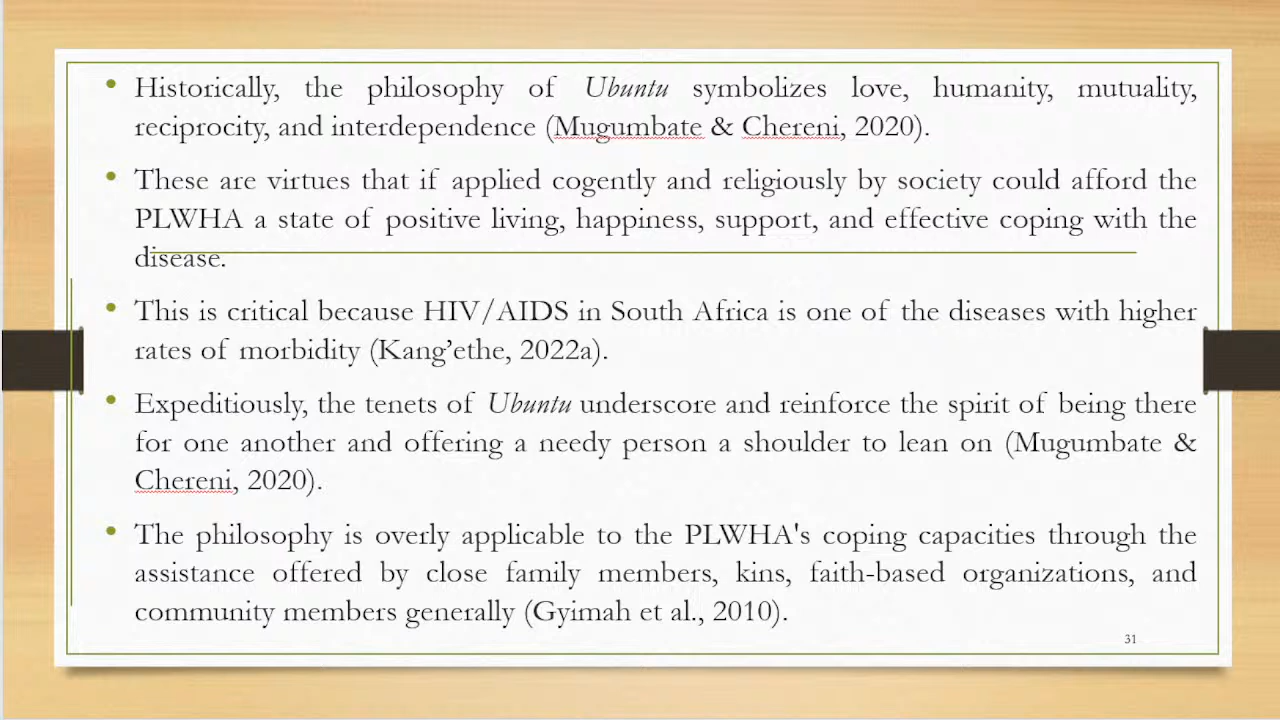 • Historically, the philosophy of Ubuntu symbolizes love, humanity, mutuality,
reciprocity, and interdependence (Mugumbate & Chereni, 2020).
• These are virtues that if applied cogently and religiously by society could afford the
PLWHA a state of positive living, happiness, support, and effective coping with the
disease.
• This is critical because HIV/AIDS in South Africa is one of the diseases with higher
rates of morbidity (Kang’ethe, 2022a).
• Expeditiously, the tenets of Ubuntu underscore and reinforce the spirit of being there
for one another and offering a needy person a shoulder to lean on (Mugumbate &
Chereni, 2020).
• The philosophy is overly applicable to the PLWHA's coping capacities through the
assistance offered by close family members, kins, faith-based organizations, and
community members generally (Gyimah et al., 2010).
31